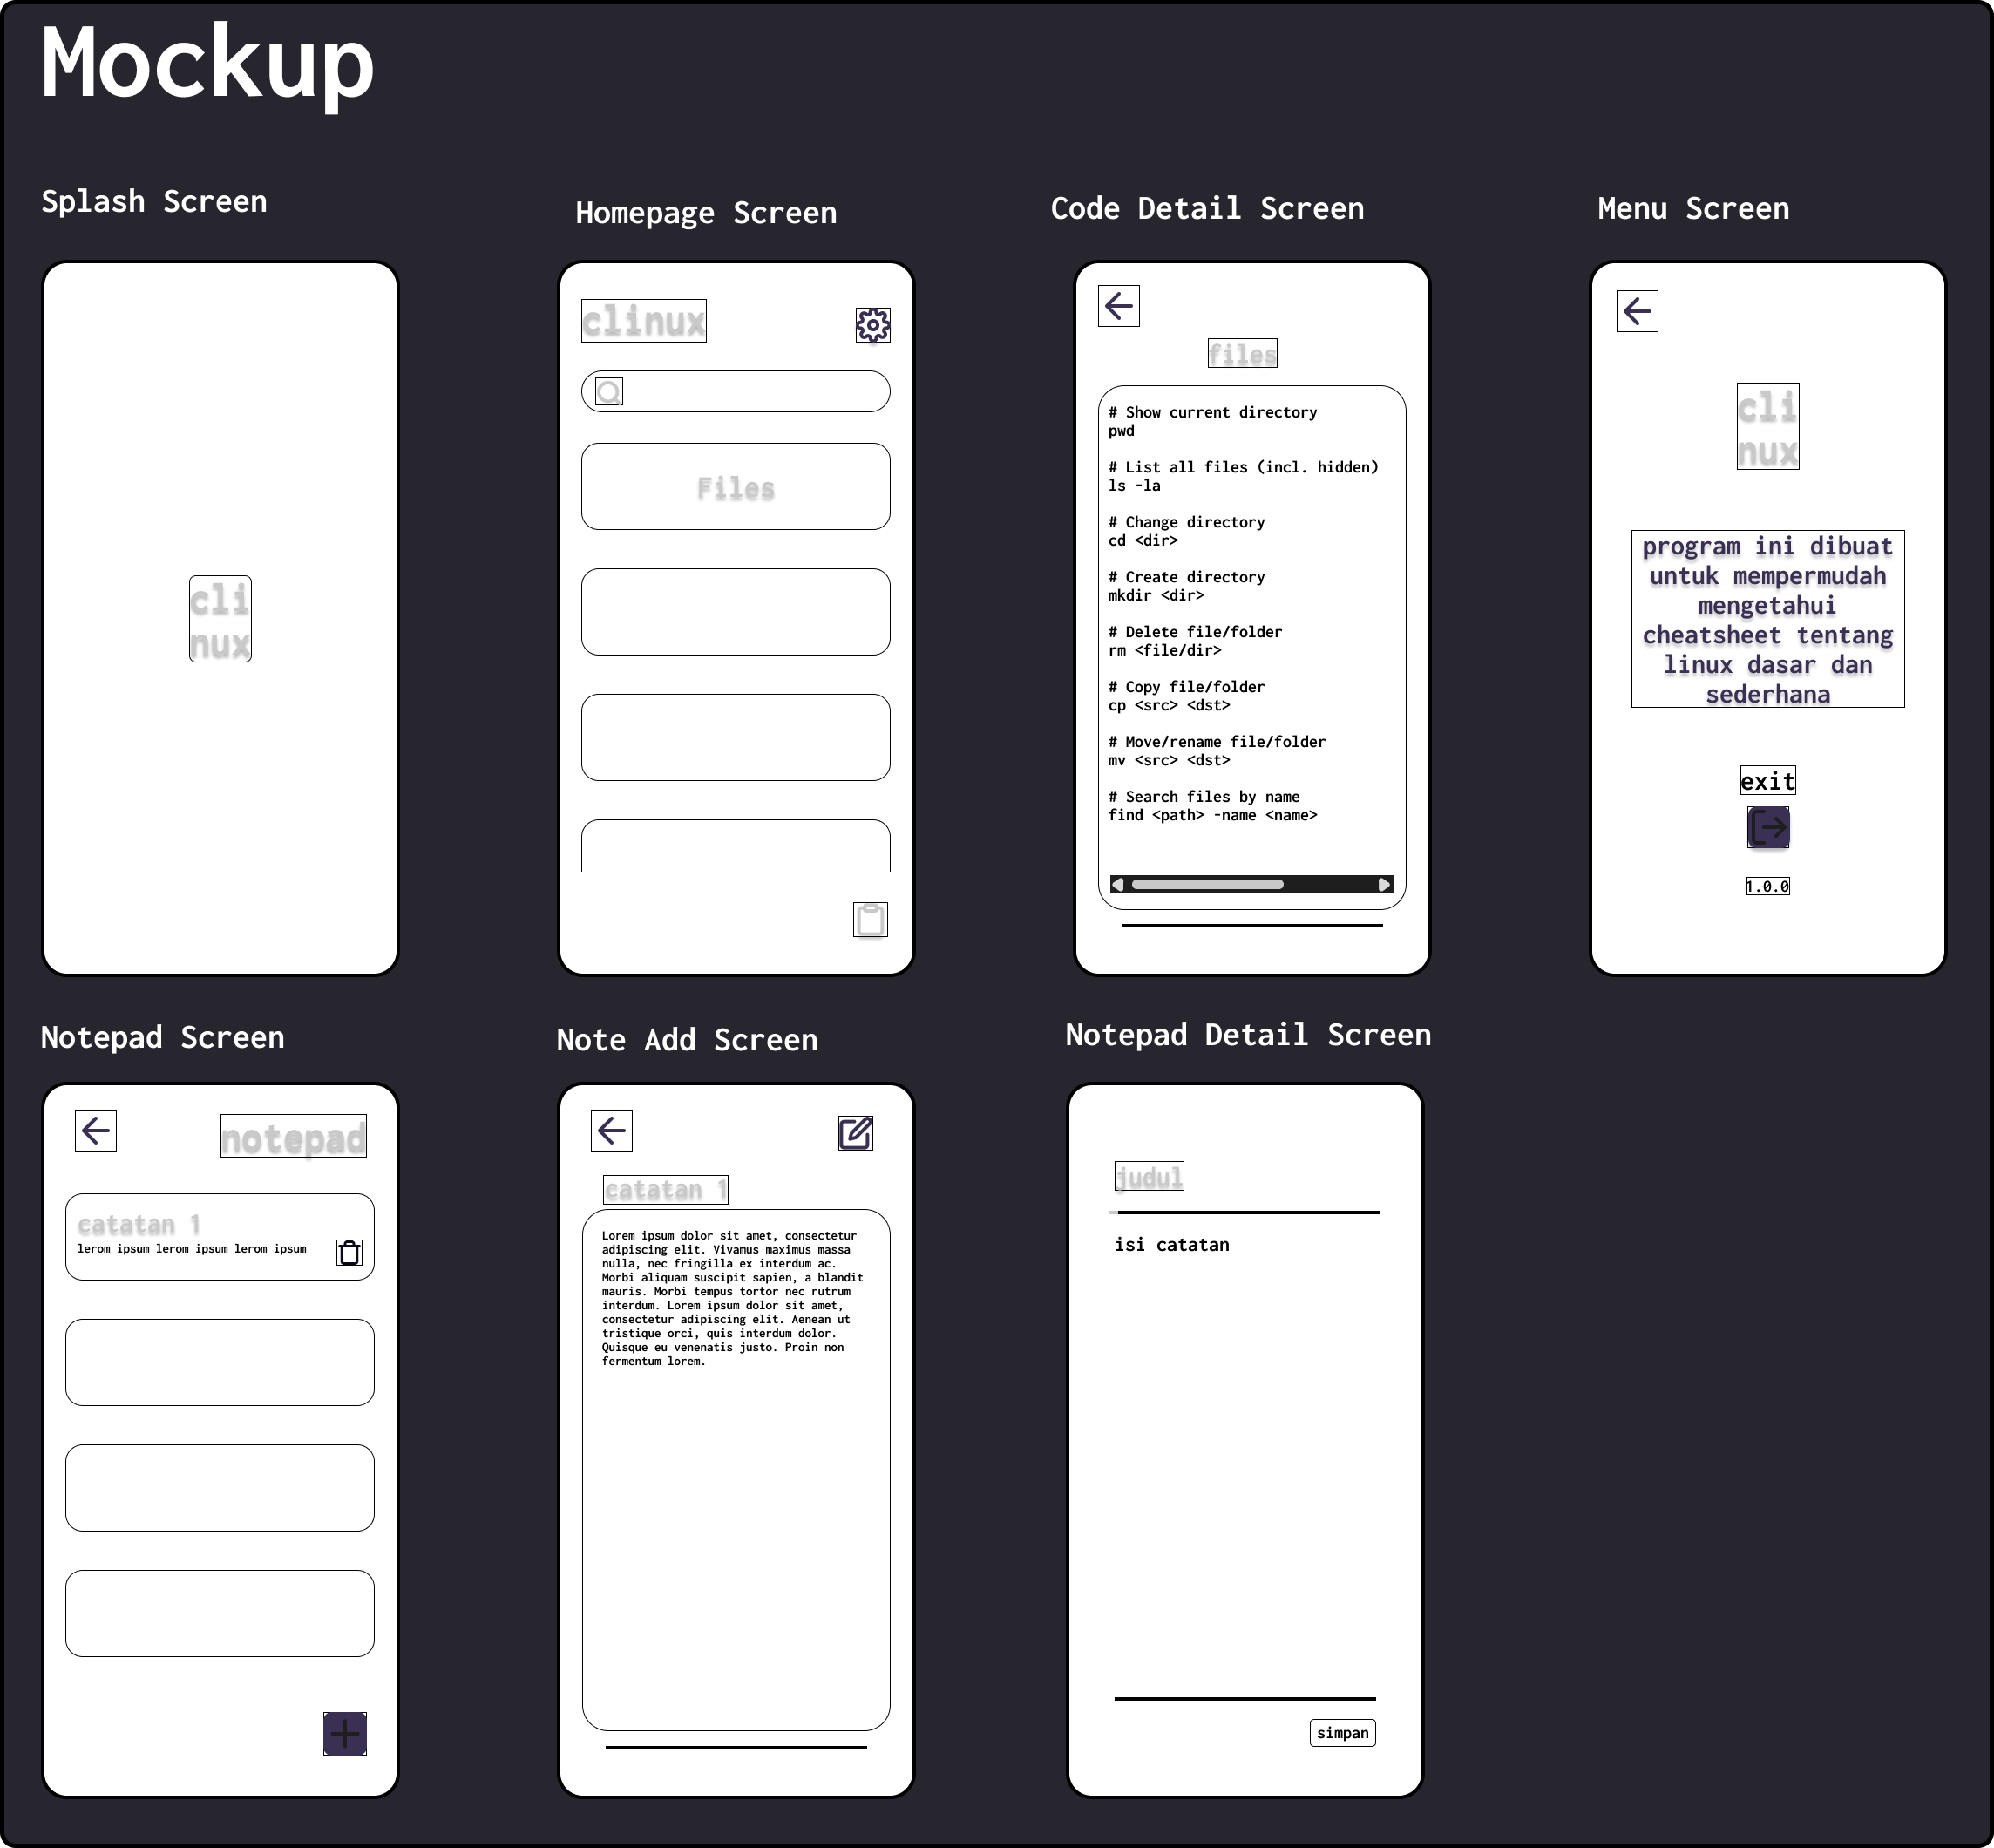 Mockup
Splash Screen
cli
nux
Homepage Screen
clinux
Files
Code Detail Screen
files
# Show current directory
pwd
# List all files (incl. hidden)
ls -la
# Change directory
cd <dir>
# Create directory
mkdir <dir>
# Delete file/folder
rm <file/dir>
# Copy file/folder
cp <src> <dst>
# Move/rename file/folder
mv <src> <dst>
# Search files by name
find <path> -name <name>
Menu Screen
cli
nux
program ini dibuat
untuk mempermudah
mengetahui
cheatsheet tentang
linux dasar dan
sederhana
exit
1.0.0
Notepad Screen
notepad
catatan 1
lerom ipsum lerom ipsum lerom ipsum
Note Add Screen
catatan 1
Lorem ipsum dolor sit amet, consectetur
adipiscing elit. Vivamus maximus massa
nulla, nec fringilla ex interdum ac.
Morbi aliquam suscipit sapien, a blandit
mauris. Morbi tempus tortor nec rutrum
interdum. Lorem ipsum dolor sit amet,
consectetur adipiscing elit. Aenean ut
tristique orci, quis interdum dolor.
Quisque eu venenatis justo. Proin non
fermentum lorem.
Notepad Detail Screen
judul
isi catatan
simpan